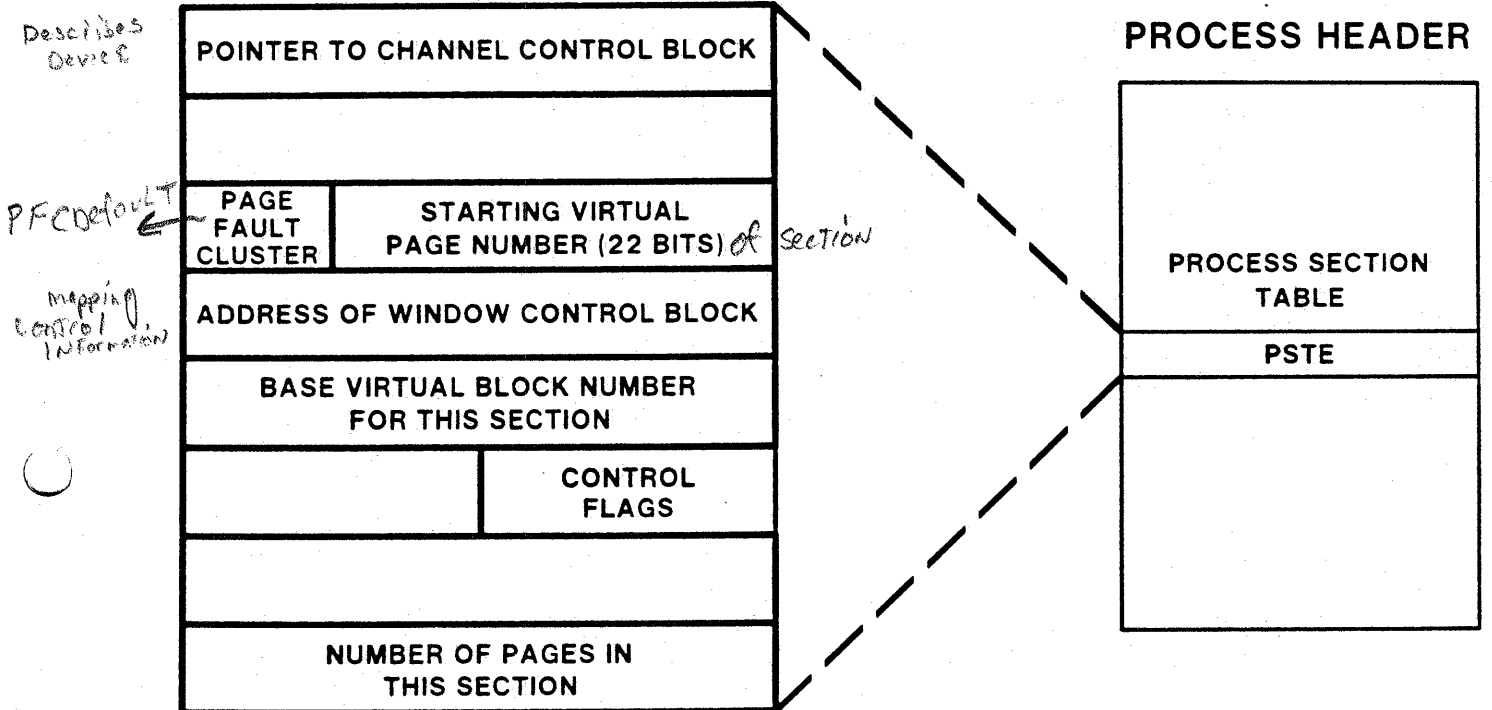 Describes
Device
POINTER TO CHANNEL CONTROL BLOCK
PFCDefault
PAGE
FAULT
CLUSTER
STARTING VIRTUAL
PAGE NUMBER (22 BITS) of section
mapping
control
INformation
ADDRESS OF WINDOW CONTROL BLOCK
BASE VIRTUAL BLOCK NUMBER
FOR THIS SECTION
CONTROL
FLAGS
NUMBER OF PAGES IN
THIS SECTION
PROCESS HEADER
PROCESS SECTION
TABLE
PSTE